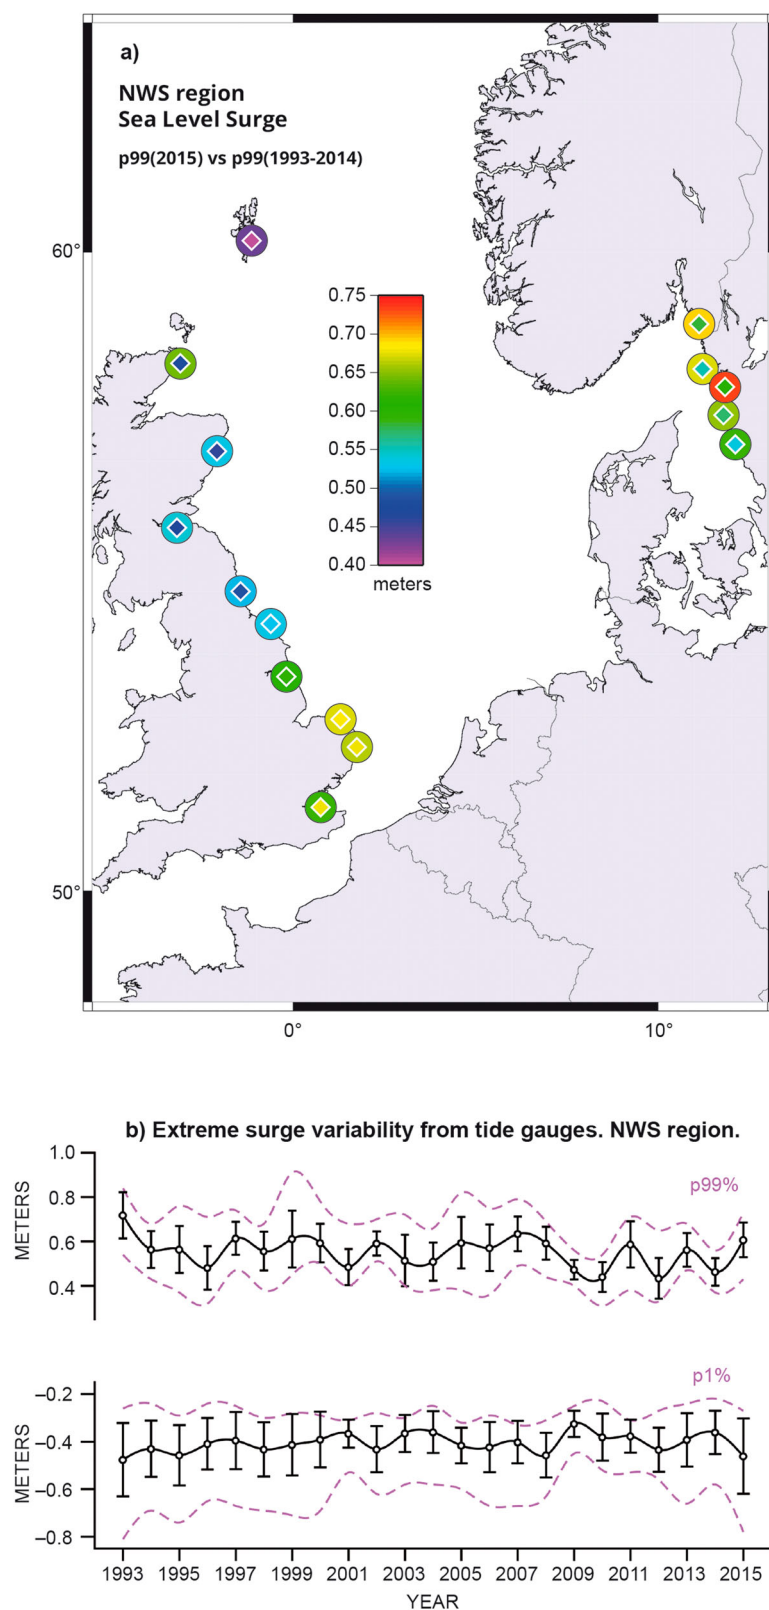 a)
NWS region
Sea Level Surge
p99(2015) vs p99(1993-2014)
60°
50°
0.75
0.70
0.65
0.60
0.55
0.50
0.45
0.40
meters
0°
10°
b) Extreme surge variability from tide gauges. NWS region.
METERS
1.0
0.8
0.6
0.4
p99%
METERS
–0.2
–0.4
–0.6
–0.8
p1%
1993
1995
1997
1999
2001
2003
2005
2007
2009
2011
2013
2015
YEAR